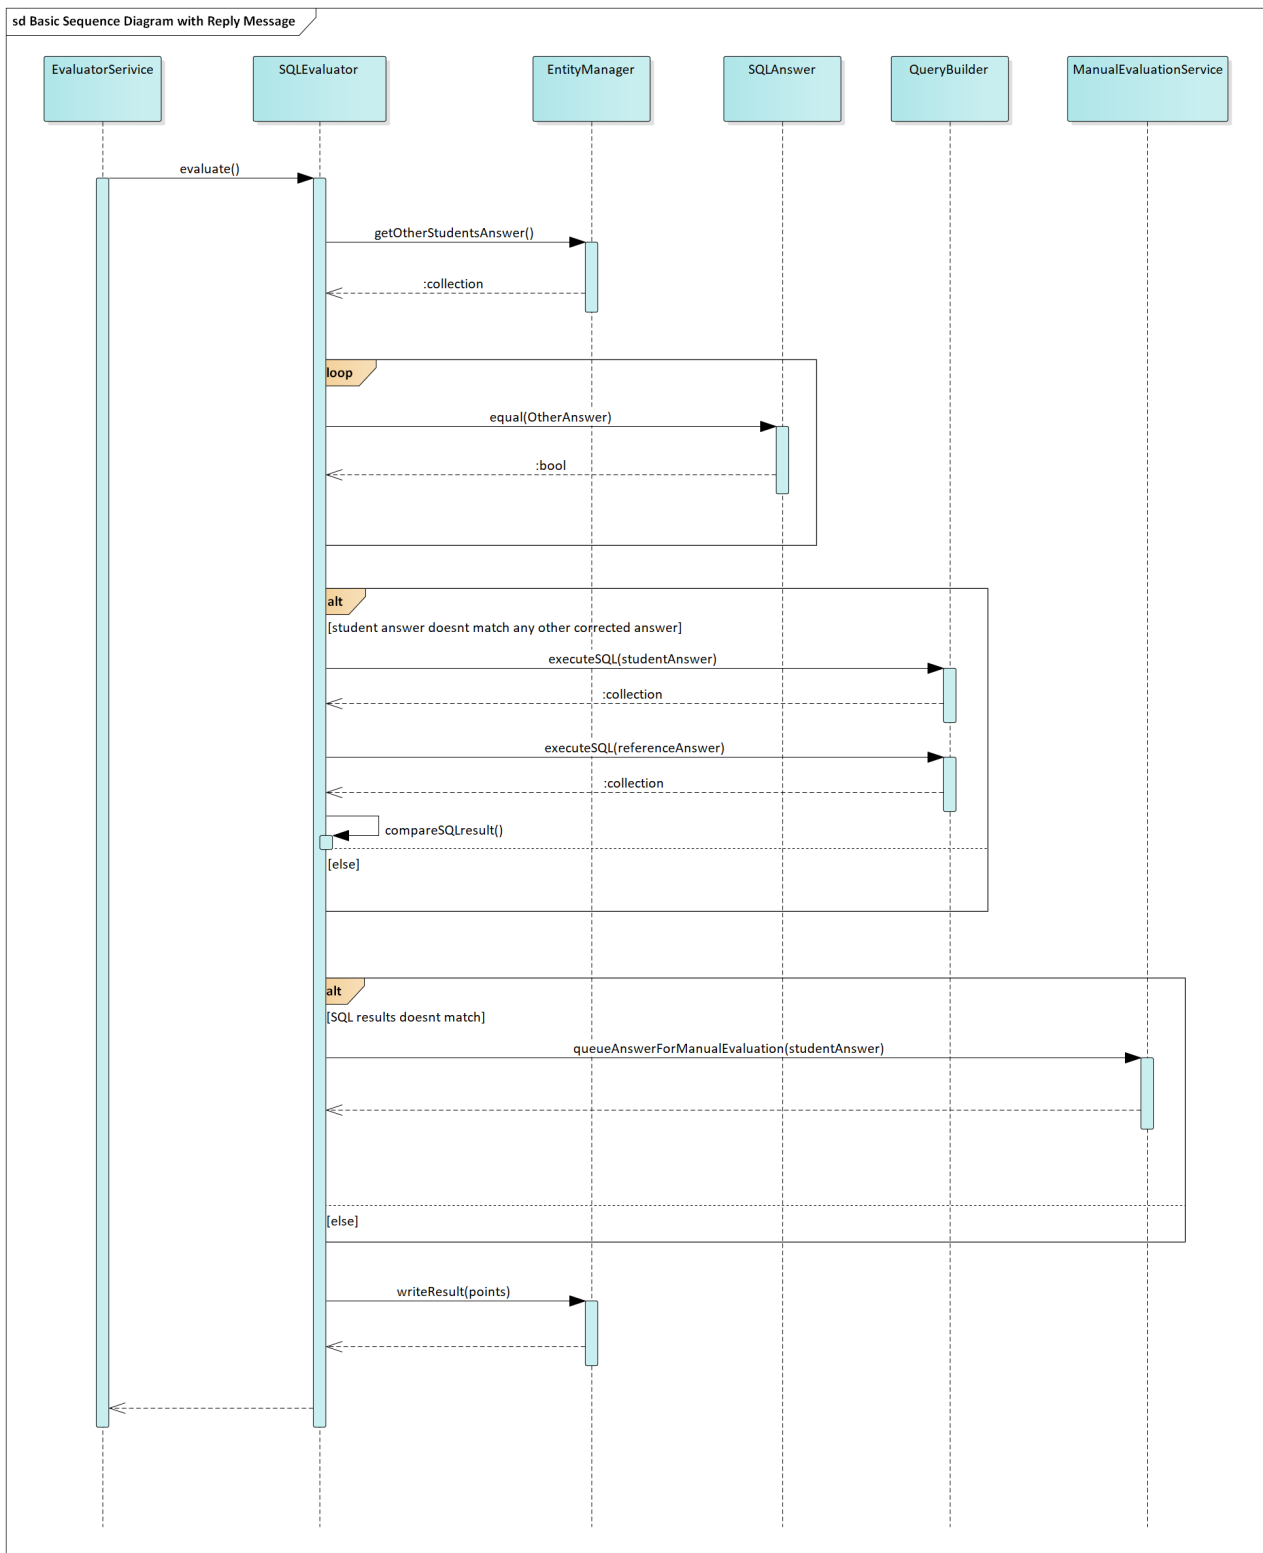 sd Basic Sequence Diagram with Reply Message
EvaluatorSerivice
SQLEvaluator
EntityManager
SQLAnswer
QueryBuilder
ManualEvaluationService
evaluate()
getOtherStudentsAnswer()
:collection
loop
equal(OtherAnswer)
:bool
alt
[student answer doesnt match any other corrected answer]
executeSQL(studentAnswer)
:collection
executeSQL(referenceAnswer)
:collection
compareSQLresult()
[else]
alt
[SQL results doesnt match]
queueAnswerForManualEvaluation(studentAnswer)
[else]
writeResult(points)